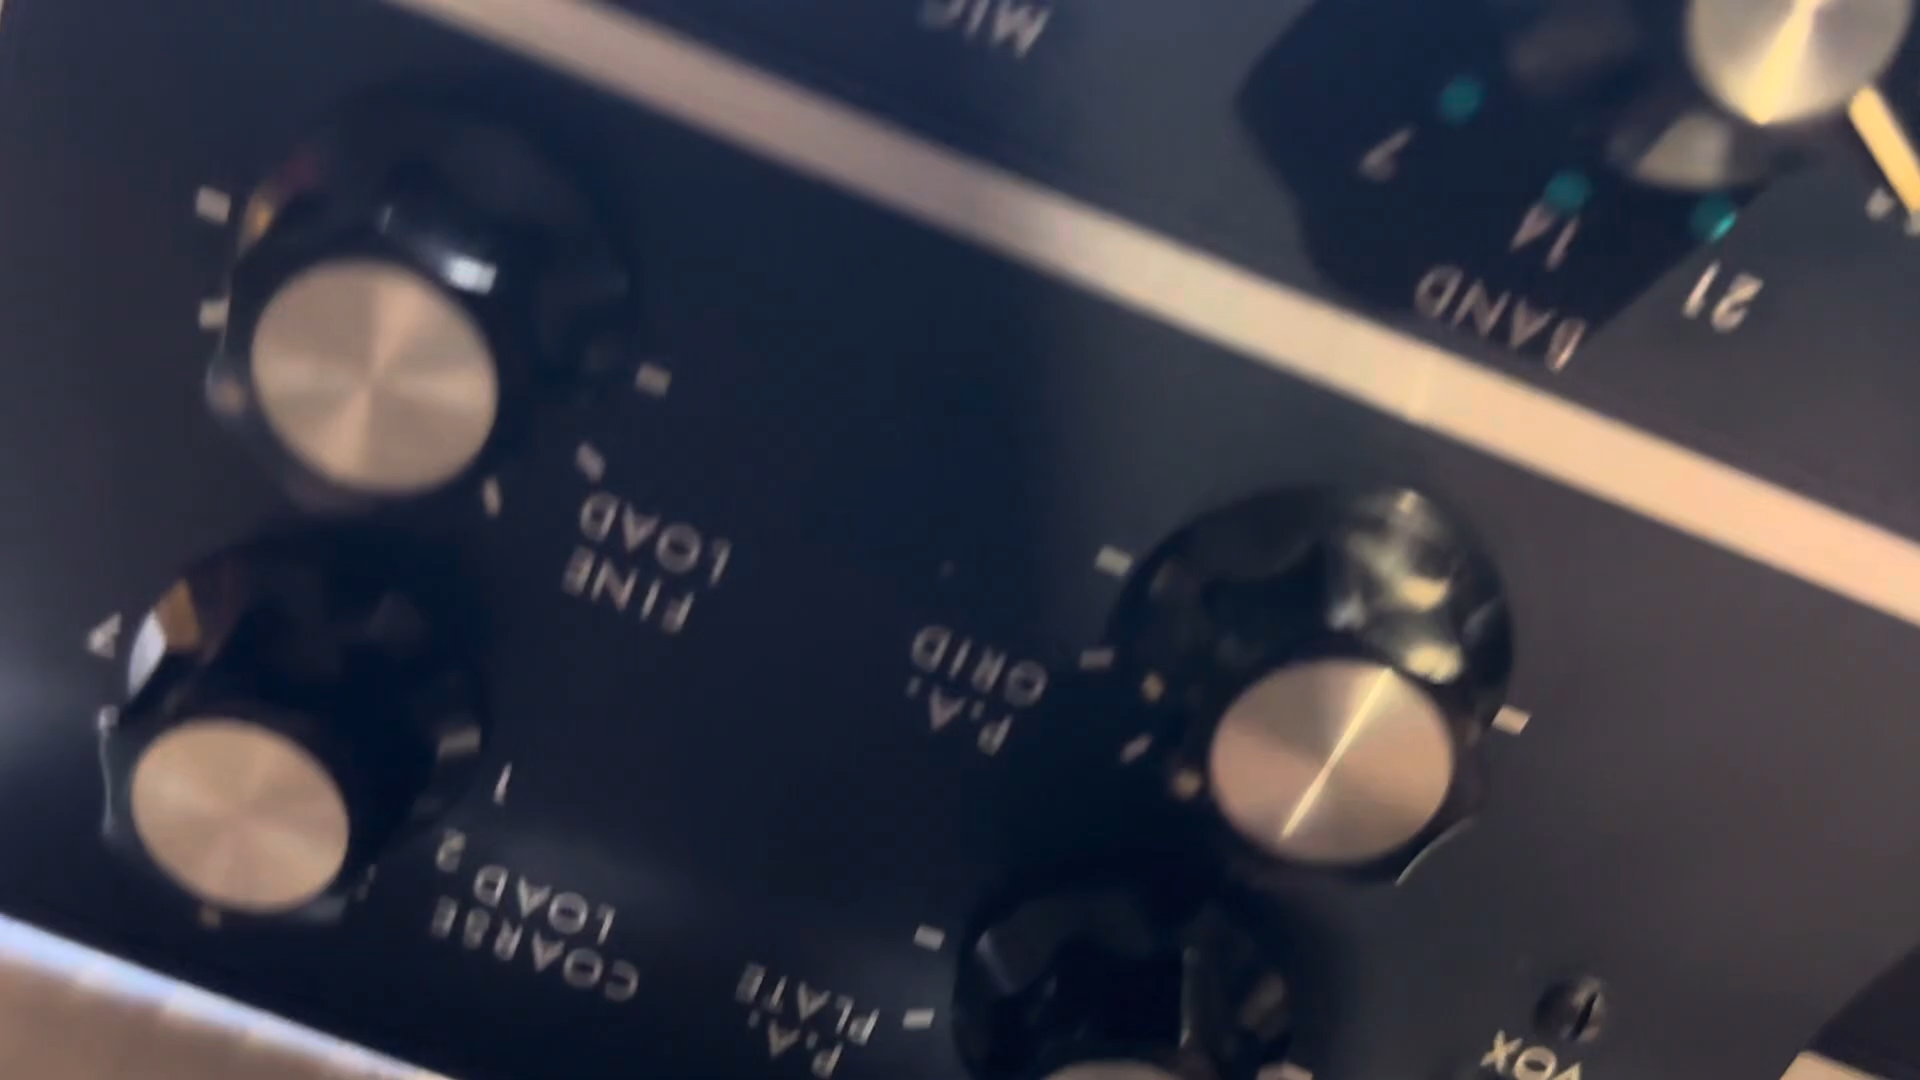 MIC
7
14
21
BAND
FINE
LOAD
P.A.
GRID
1
2
COARSE
LOAD
P.A.
PLATE
VOX